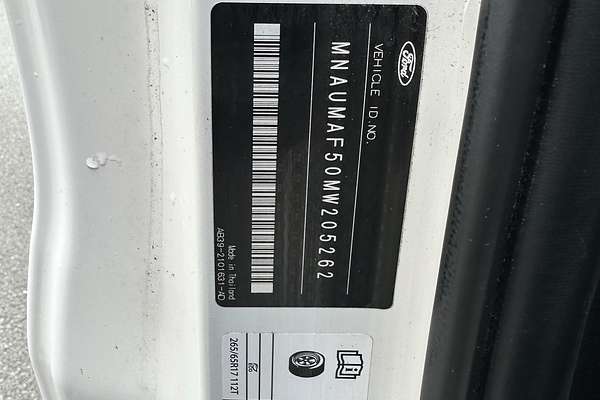 Ford
VEHICLE ID.NO.
MNAUMAF50MW205262
Made in Thailand
AB39-2101631-AD
265/65R17 112T